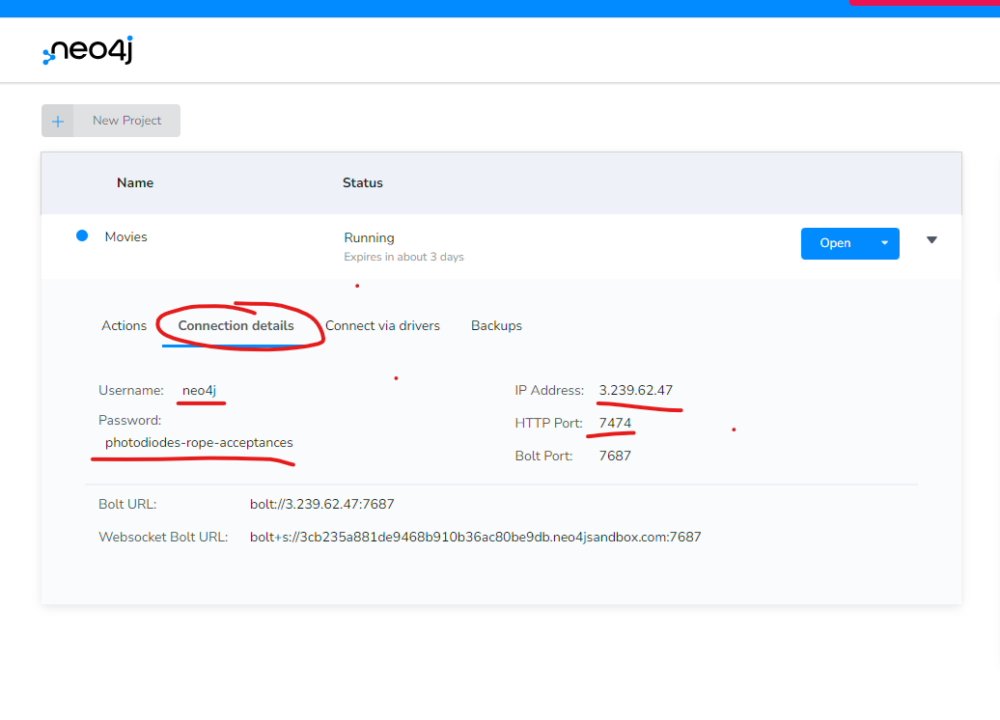 neo4j
+ New Project
Name Status
Movies Running Open
Expires in about 3 days
Actions Connection details Connect via drivers Backups
Username: neo4j IP Address: 3.239.62.47
Password: HTTP Port: 7474
photodiodes-rope-acceptances
Bolt Port: 7687
Bolt URL: bolt://3.239.62.47:7687
Websocket Bolt URL: bolt+s://3cb235a881de9468b910b36ac80be9db.neo4jsandbox.com:7687